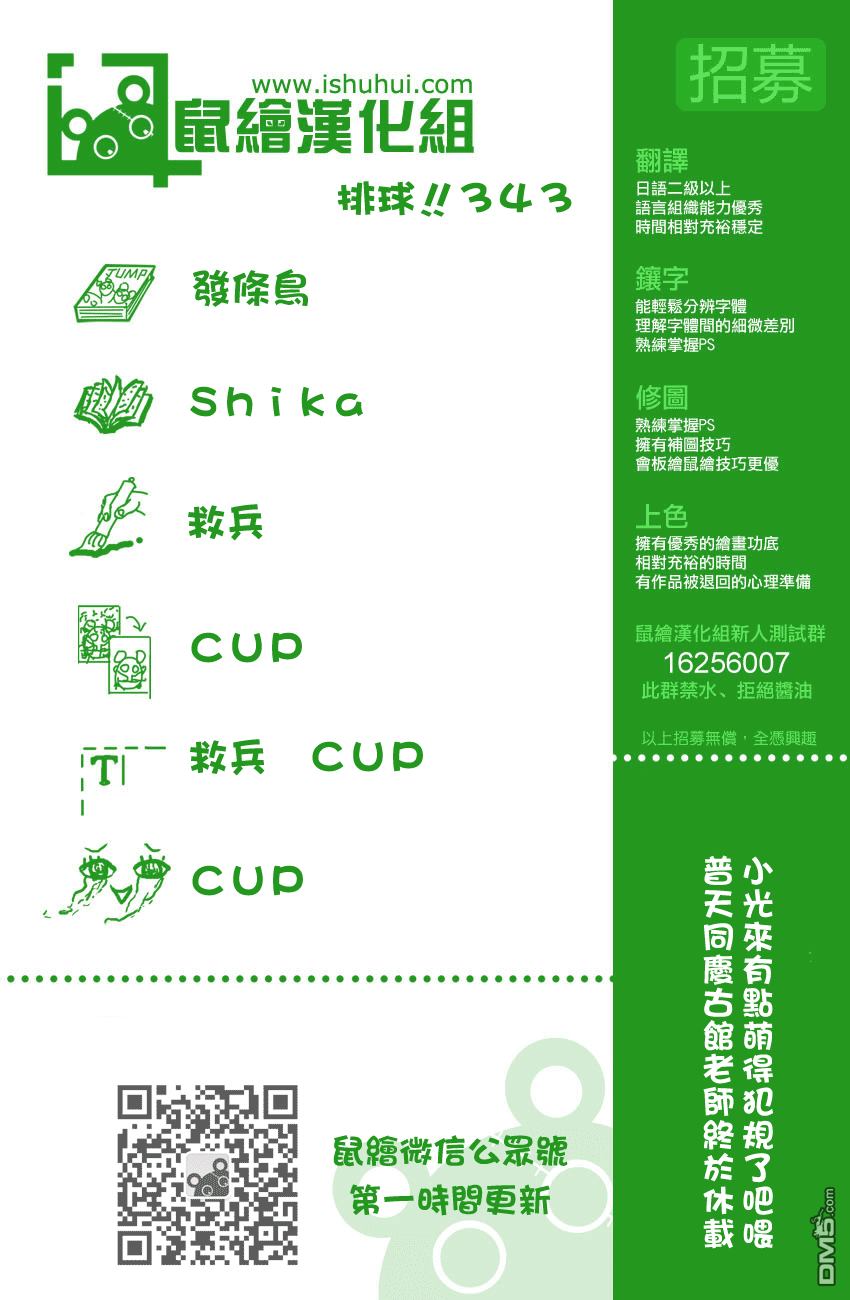 www.ishuhui.com
鼠繪漢化組
排球!!343
JUMP
發條鳥
Shika
救兵
cup
T
救兵 cup
cup
鼠繪微信公眾號
第一時間更新
招募
翻譯
日語二級以上
語言組織能力優秀
時間相對充裕穩定
鑲字
能輕鬆分辨字體
理解字體間的細微差別
熟練掌握PS
修圖
熟練掌握PS
擁有補圖技巧
會板繪鼠繪技巧更優
上色
擁有優秀的繪畫功底
相對充裕的時間
有作品被退回的心理準備
鼠繪漢化組新人測試群
16256007
此群禁水、拒絕醬油
以上招募無償，全憑興趣
小光來有點萌得犯規了吧喂
普天同慶古館老師終於休載
DM5.com